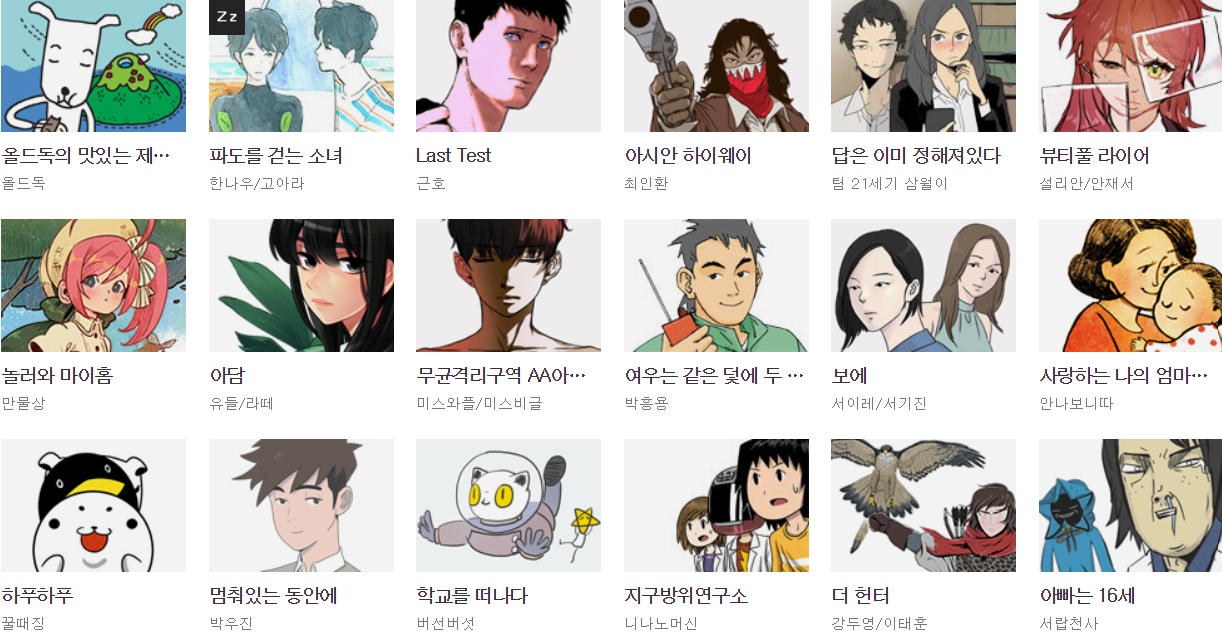 Zz
올드독의 맛있는 제…
파도를 걷는 소녀
Last Test
아시안 하이웨이
답은 이미 정해져있다
뷰티풀 라이어
올드독
한나우/고아라
근호
최인환
팀 21세기 삼월이
설리안/안재서
놀러와 마이홈
아담
무균격리구역 AA아…
여우는 같은 덫에 두 …
보에
사랑하는 나의 엄마…
만물상
유들/라떼
미스와플/미스비글
박흥용
서이레/서기진
안나보니따
하푸하푸
멈춰있는 동안에
학교를 떠나다
지구방위연구소
더 헌터
아빠는 16세
꿀때징
박우진
버선버섯
니나노머신
강두영/이태훈
서랍천사